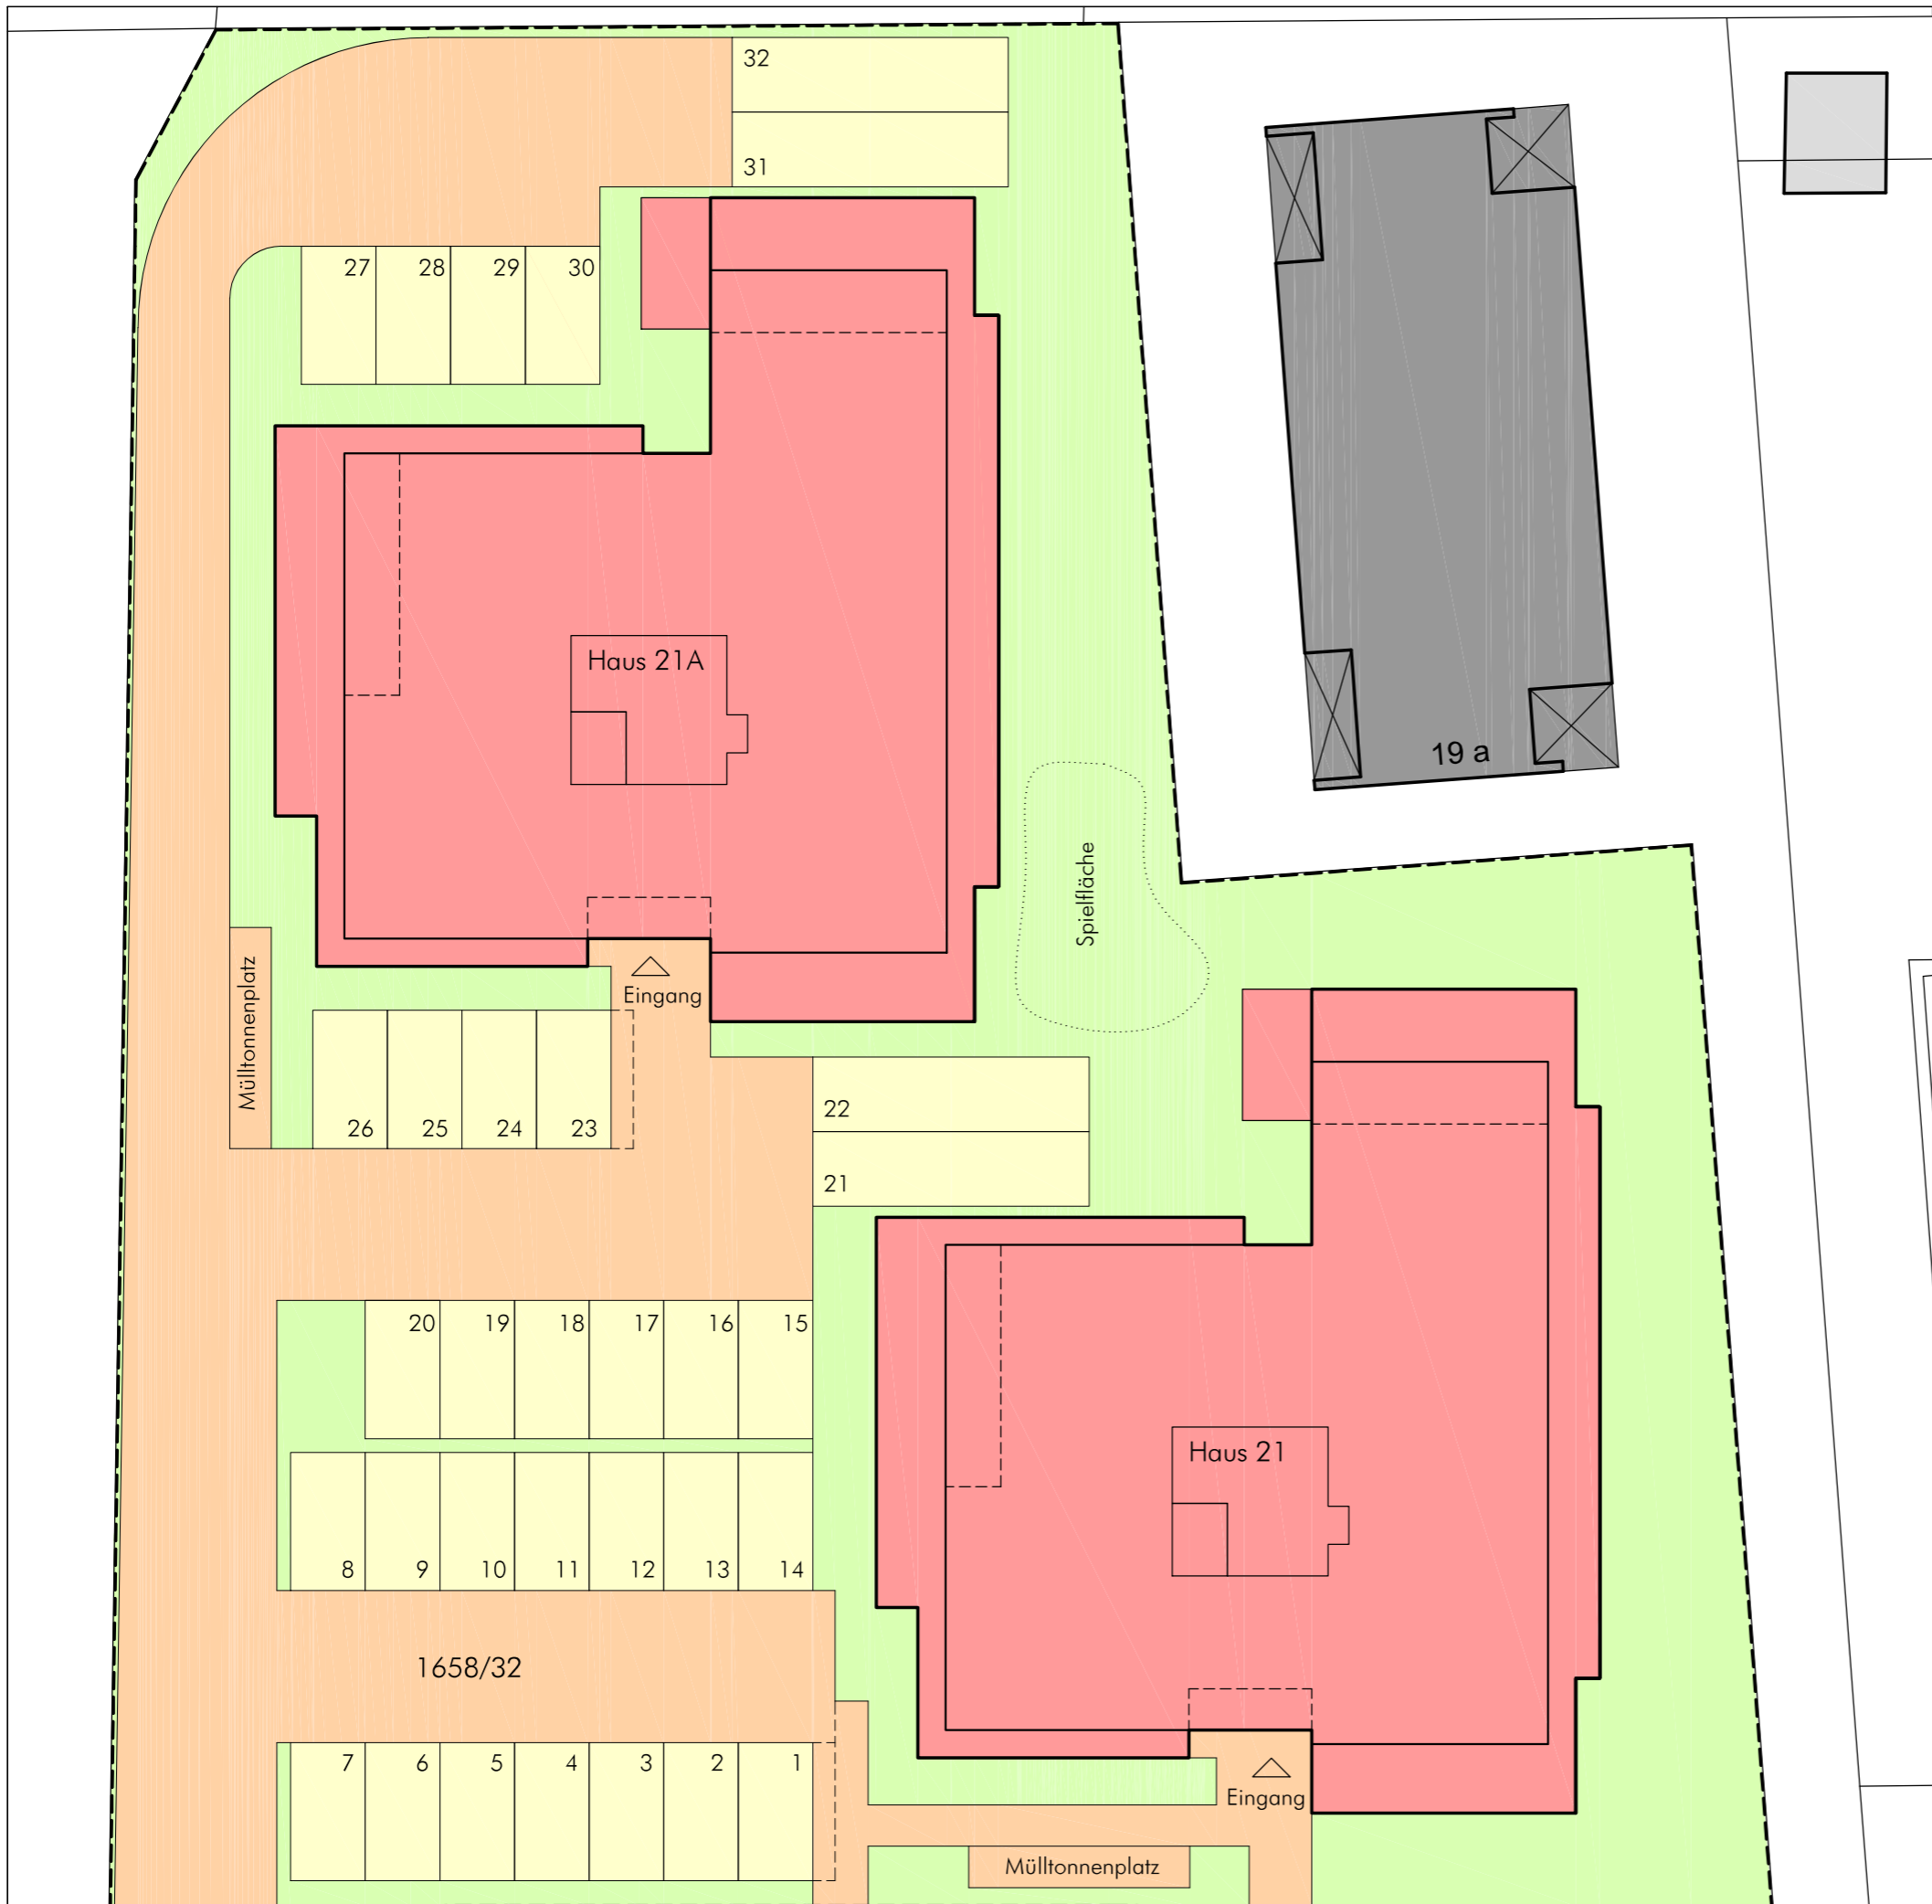 32
31
27 28 29 30
Haus 21A
19 a
Spielfläche
Mülltonnenplatz
Eingang
26 25 24 23
22
21
20 19 18 17 16 15
Haus 21
8 9 10 11 12 13 14
1658/32
7 6 5 4 3 2 1
Eingang
Mülltonnenplatz